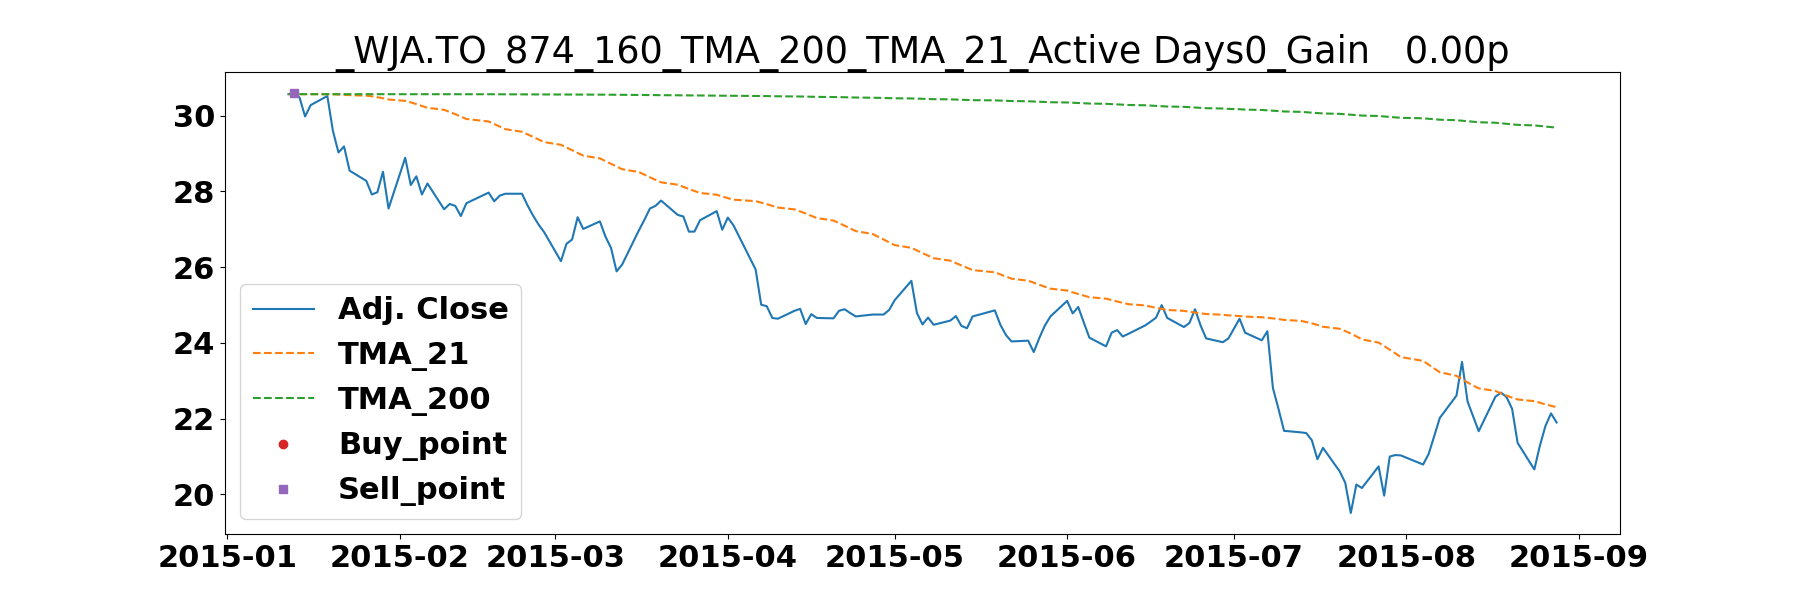 _WJA.TO_874_160_TMA_200_TMA_21_Active Days0_Gain   0.00p
30
28
26
24
22
20
Adj. Close
TMA_21
TMA_200
Buy_point
Sell_point
2015-01 2015-02 2015-03 2015-04 2015-05 2015-06 2015-07 2015-08 2015-09